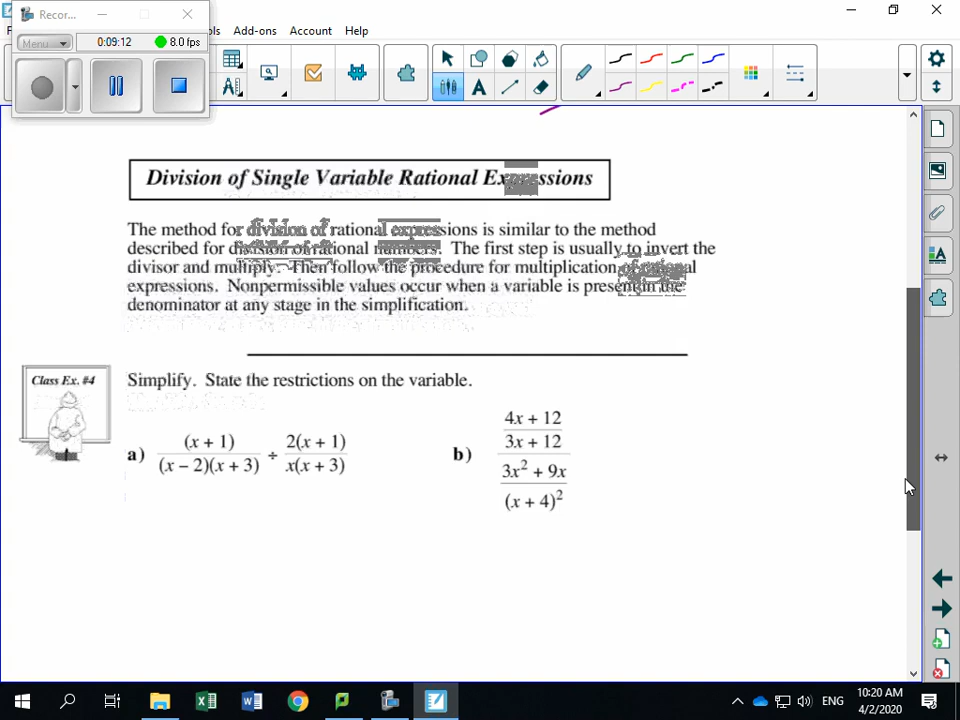 Recor...
Menu
0:09:12
8.0 fps
ols Add-ons Account Help
Division of Single Variable Rational Expressions
The method for division of rational expressions is similar to the method
described for division of rational numbers. The first step is usually to invert the
divisor and multiply. Then follow the procedure for multiplication of rational
expressions. Nonpermissible values occur when a variable is present in the
denominator at any stage in the simplification.
Class Ex. #4
Simplify. State the restrictions on the variable.
a) (x + 1) / (x − 2)(x + 3) ÷ 2(x + 1) / x(x + 3)
b)
4x + 12
3x + 12
3x² + 9x
(x + 4)²
ENG
10:20 AM
4/2/2020